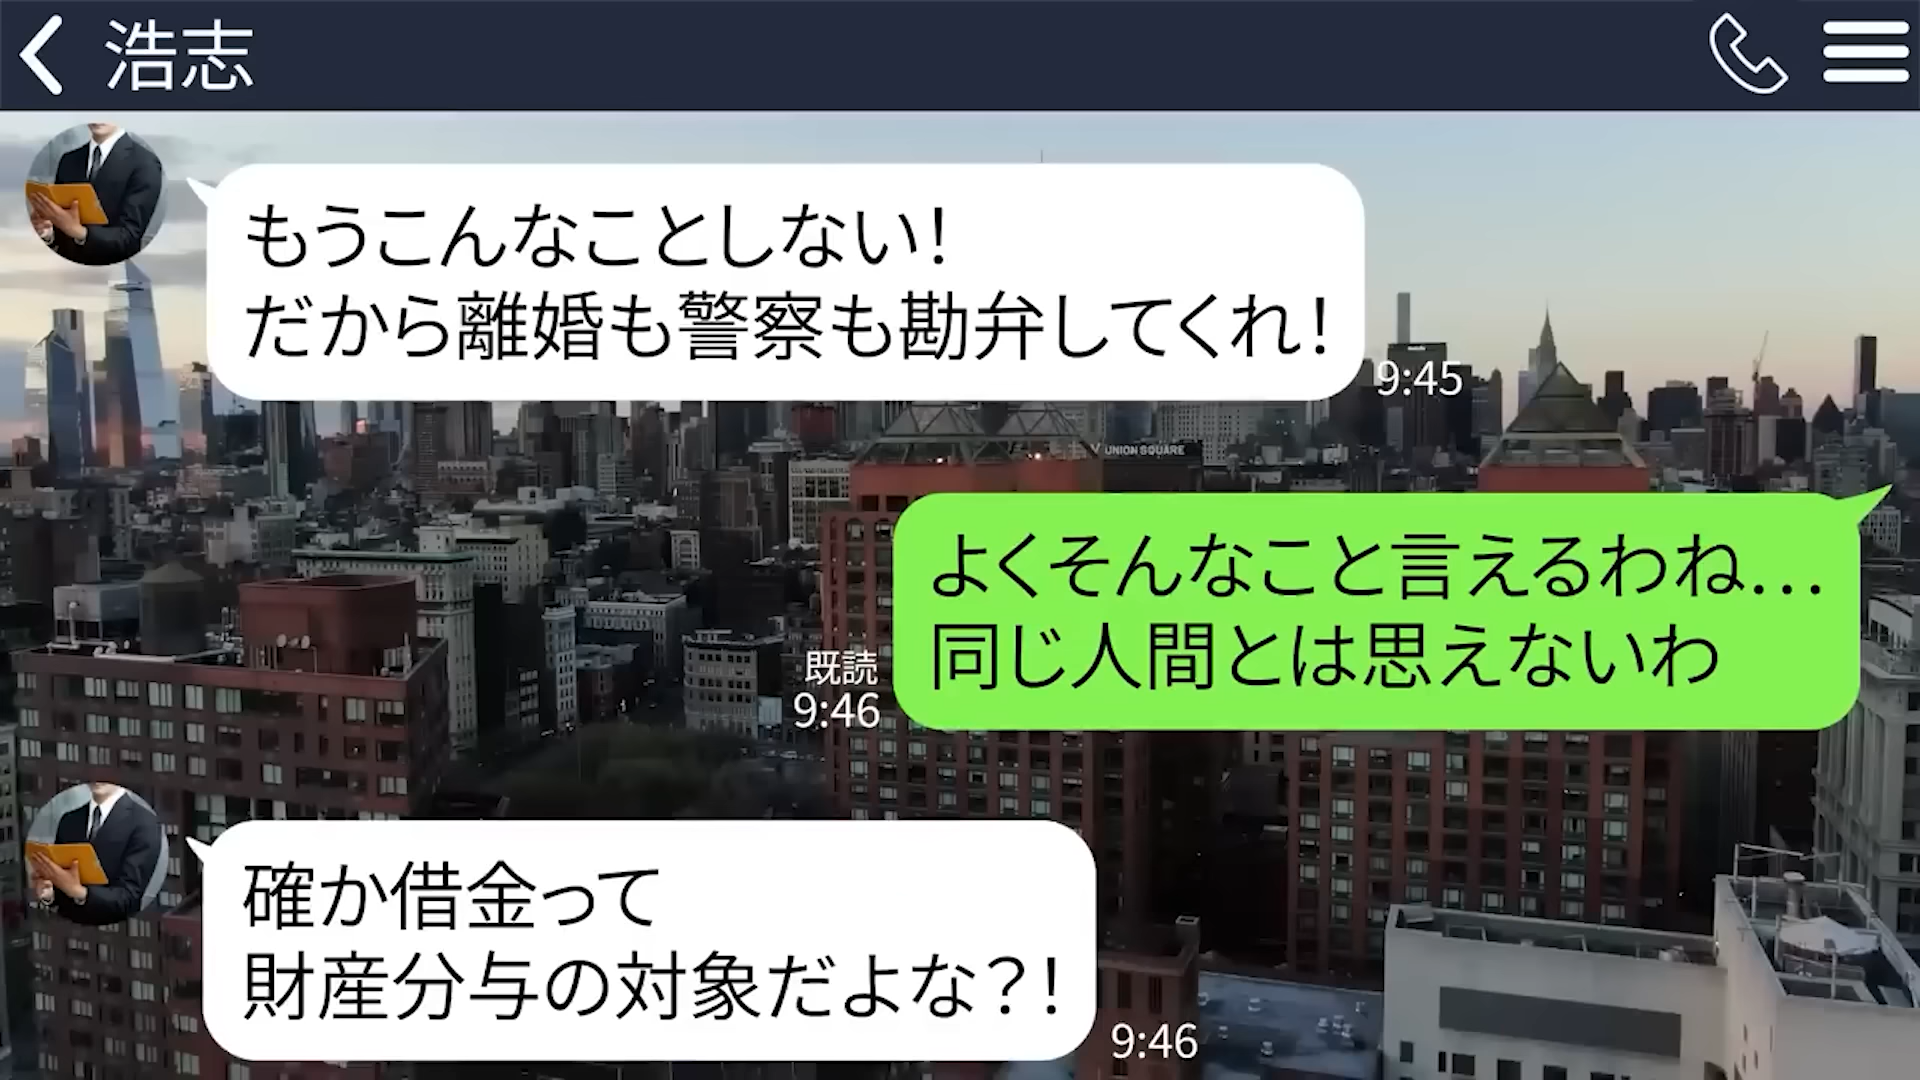 浩志
もうこんなことしない！
だから離婚も警察も勘弁してくれ！
9:45
UNION SQUARE
よくそんなこと言えるわね…
同じ人間とは思えないわ
既読
9:46
確か借金って
財産分与の対象だよな？！
9:46